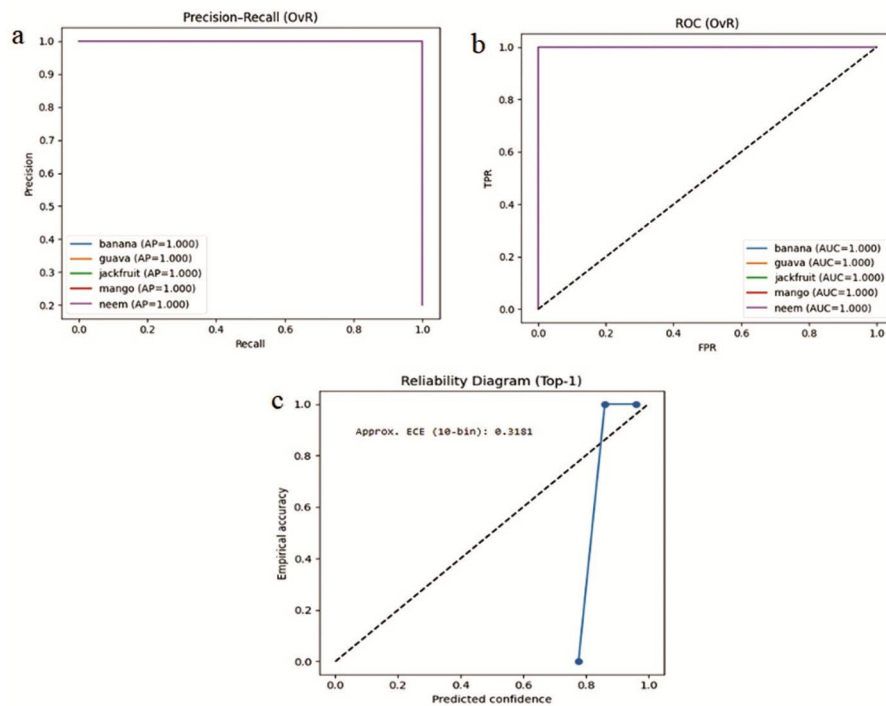 a
Precision–Recall (OvR)
1.0
0.9
0.8
0.7
0.6
0.5
0.4
0.3
0.2
Precision
banana (AP=1.000)
guava (AP=1.000)
jackfruit (AP=1.000)
mango (AP=1.000)
neem (AP=1.000)
0.0 0.2 0.4 0.6 0.8 1.0
Recall
b
ROC (OvR)
1.0
0.8
0.6
0.4
0.2
0.0
TPR
banana (AUC=1.000)
guava (AUC=1.000)
jackfruit (AUC=1.000)
mango (AUC=1.000)
neem (AUC=1.000)
0.0 0.2 0.4 0.6 0.8 1.0
FPR
c
Reliability Diagram (Top-1)
Approx. ECE (10-bin): 0.3181
1.0
0.8
0.6
0.4
0.2
0.0
Empirical accuracy
0.0 0.2 0.4 0.6 0.8 1.0
Predicted confidence